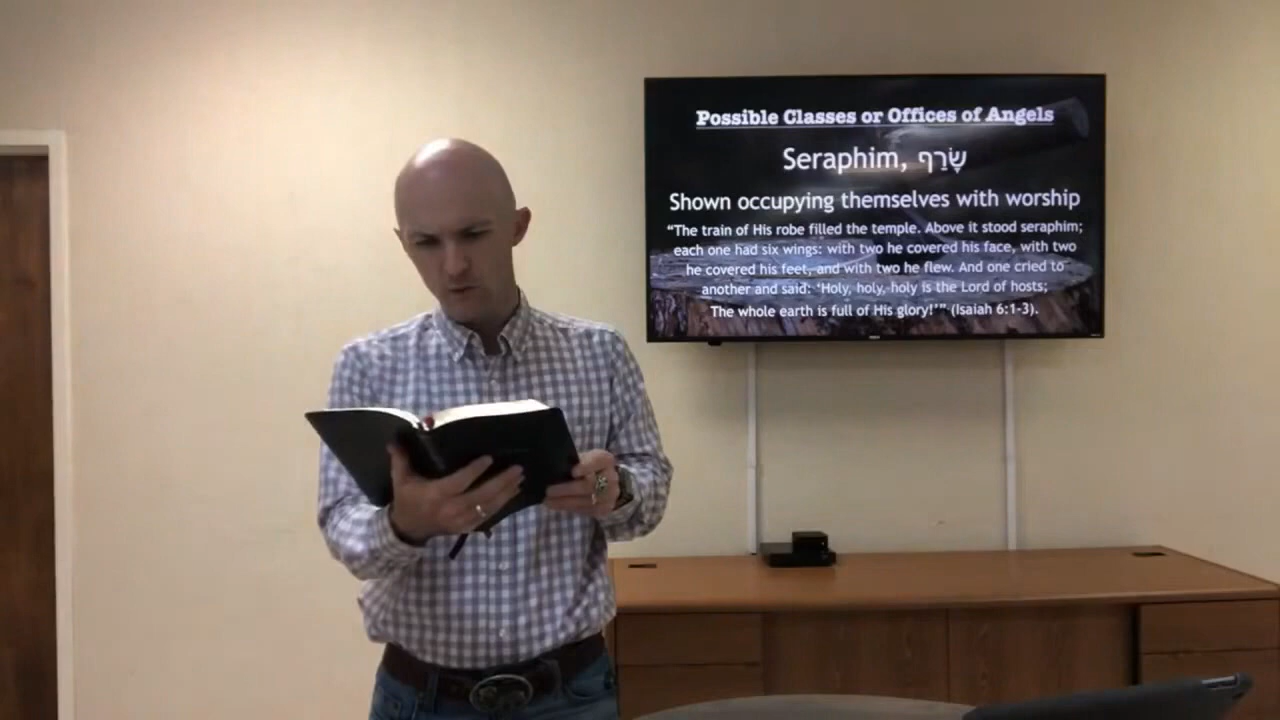 Possible Classes or Offices of Angels
Seraphim, שָׂרַף
Shown occupying themselves with worship
“The train of His robe filled the temple. Above it stood seraphim;
each one had six wings: with two he covered his face, with two
he covered his feet, and with two he flew. And one cried to
another and said: ‘Holy, holy, holy is the Lord of hosts;
The whole earth is full of His glory!’” (Isaiah 6:1-3).